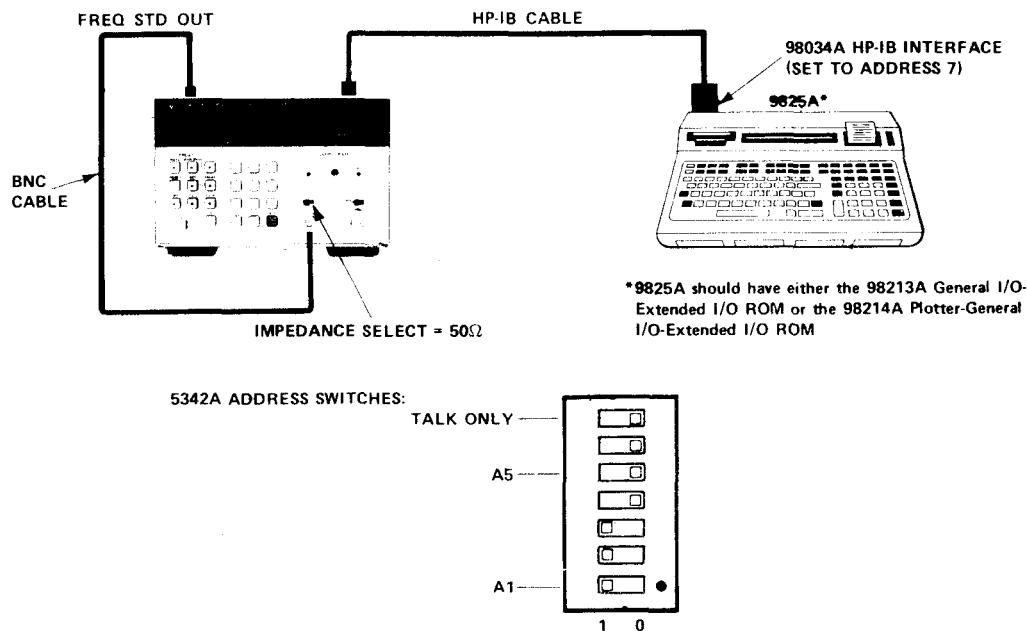 FREQ STD OUT
HP-IB CABLE
98034A HP-IB INTERFACE
(SET TO ADDRESS 7)
9825A*
BNC
CABLE
IMPEDANCE SELECT = 50Ω
*9825A should have either the 98213A General I/O-
Extended I/O ROM or the 98214A Plotter-General
I/O-Extended I/O ROM
5342A ADDRESS SWITCHES:
TALK ONLY
A5
A1
1 0